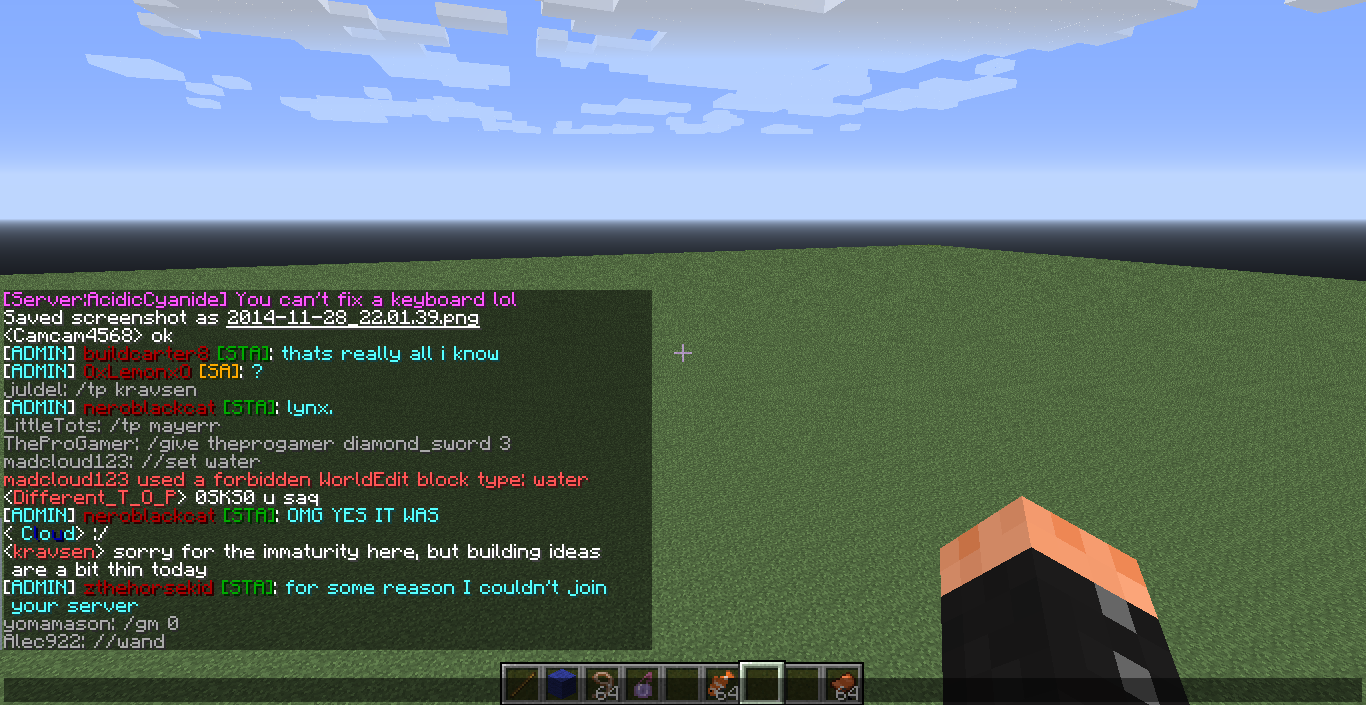 [Server:AcidicCyanide] You can't fix a keyboard lol
Saved screenshot as 2014-11-28_22.01.39.png
<Camcam4568> ok
[ADMIN] buildcarter8 [STA]: thats really all i know
[ADMIN] 0xLemonx0 [SA]: ?
juldel: /tp kravsen
[ADMIN] neroblackcat [STA]: lynx.
LittleTots: /tp mayerr
TheProGamer: /give theprogamer diamond_sword 3
madcloud123: //set water
madcloud123 used a forbidden WorldEdit block type: water
<Different_T_O_P> 0SKS0 u saq
[ADMIN] neroblackcat [STA]: OMG YES IT WAS
< Cloud> :/
<kravsen> sorry for the immaturity here, but building ideas
are a bit thin today
[ADMIN] zthehorsekid [STA]: for some reason I couldn't join
your server
yomamason: /gm 0
Alec922: //wand
64 64 64